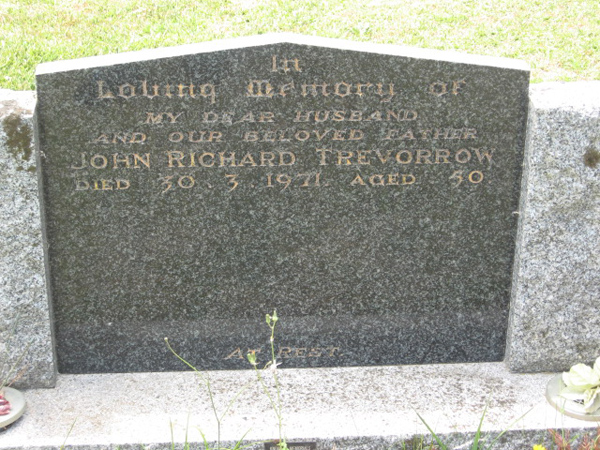 In
Loving Memory of
MY DEAR HUSBAND
AND OUR BELOVED FATHER
JOHN RICHARD TREVORROW
DIED 30.3.1971. AGED 50
AT REST